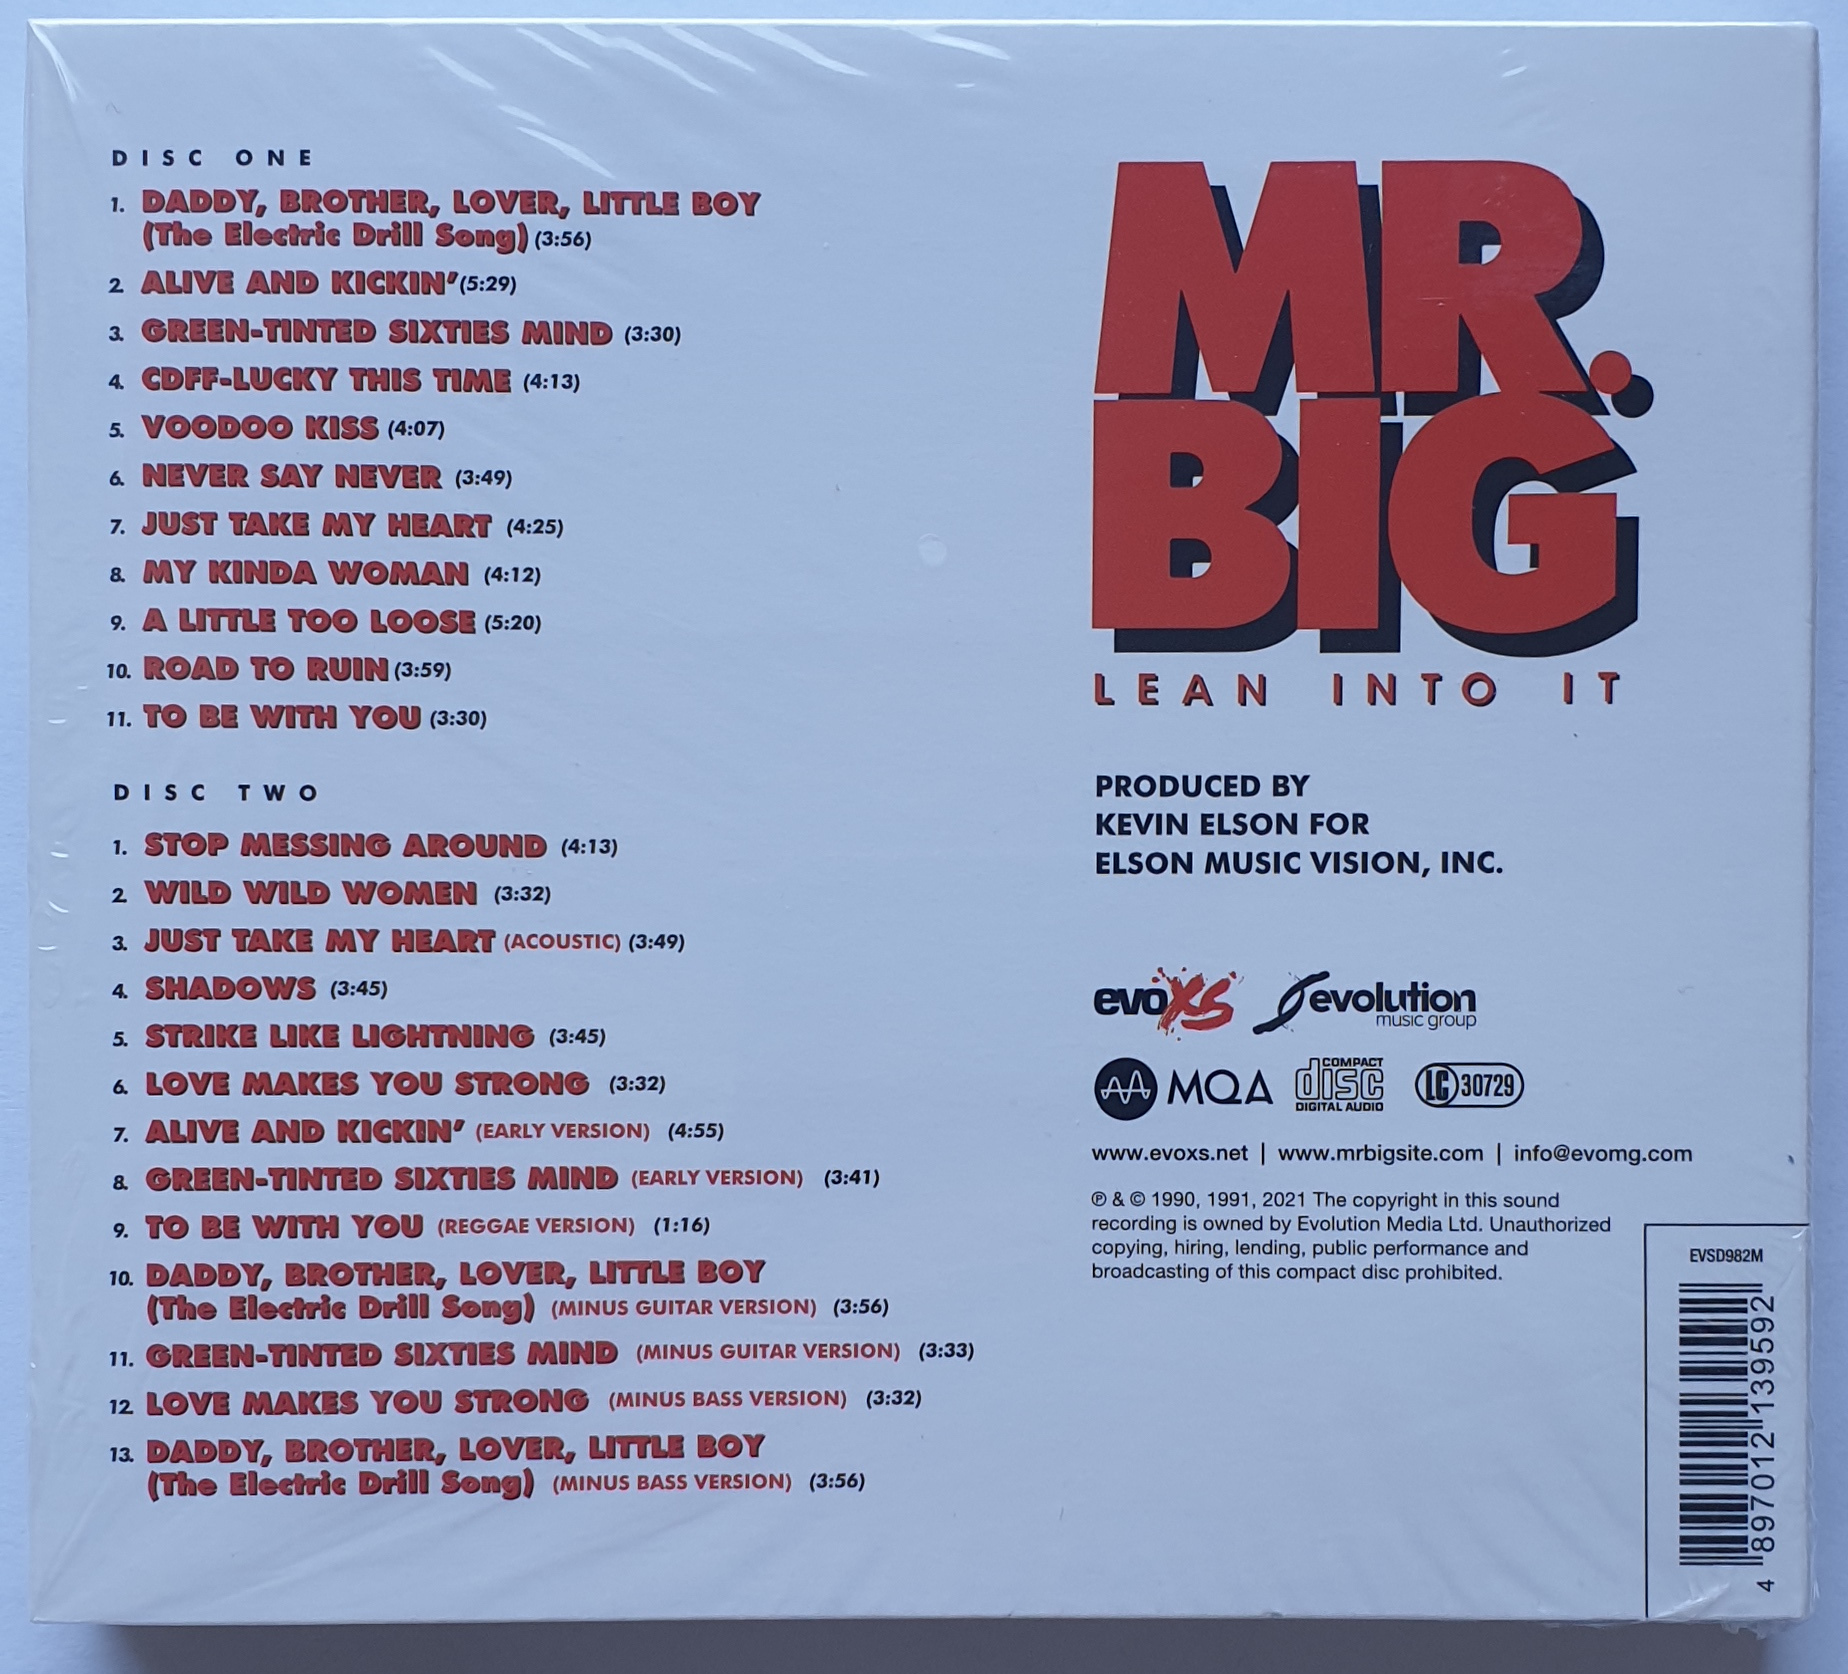 DISC ONE
1. DADDY, BROTHER, LOVER, LITTLE BOY
(The Electric Drill Song) (3:56)
2. ALIVE AND KICKIN' (5:29)
3. GREEN-TINTED SIXTIES MIND (3:30)
4. CDFF-LUCKY THIS TIME (4:13)
5. VOODOO KISS (4:07)
6. NEVER SAY NEVER (3:49)
7. JUST TAKE MY HEART (4:25)
8. MY KINDA WOMAN (4:12)
9. A LITTLE TOO LOOSE (5:20)
10. ROAD TO RUIN (3:59)
11. TO BE WITH YOU (3:30)
DISC TWO
1. STOP MESSING AROUND (4:13)
2. WILD WILD WOMEN (3:32)
3. JUST TAKE MY HEART (ACOUSTIC) (3:49)
4. SHADOWS (3:45)
5. STRIKE LIKE LIGHTNING (3:45)
6. LOVE MAKES YOU STRONG (3:32)
7. ALIVE AND KICKIN' (EARLY VERSION) (4:55)
8. GREEN-TINTED SIXTIES MIND (EARLY VERSION) (3:41)
9. TO BE WITH YOU (REGGAE VERSION) (1:16)
10. DADDY, BROTHER, LOVER, LITTLE BOY
(The Electric Drill Song) (MINUS GUITAR VERSION) (3:56)
11. GREEN-TINTED SIXTIES MIND (MINUS GUITAR VERSION) (3:33)
12. LOVE MAKES YOU STRONG (MINUS BASS VERSION) (3:32)
13. DADDY, BROTHER, LOVER, LITTLE BOY
(The Electric Drill Song) (MINUS BASS VERSION) (3:56)
MR.
BIG
LEAN INTO IT
PRODUCED BY
KEVIN ELSON FOR
ELSON MUSIC VISION, INC.
evoxs evolution
music group
MQA COMPACT disc DIGITAL AUDIO LC 30729
www.evoxs.net | www.mrbigsite.com | info@evomg.com
℗ & © 1990, 1991, 2021 The copyright in this sound
recording is owned by Evolution Media Ltd. Unauthorized
copying, hiring, lending, public performance and
broadcasting of this compact disc prohibited.
EVSD982M
4 897012 139592